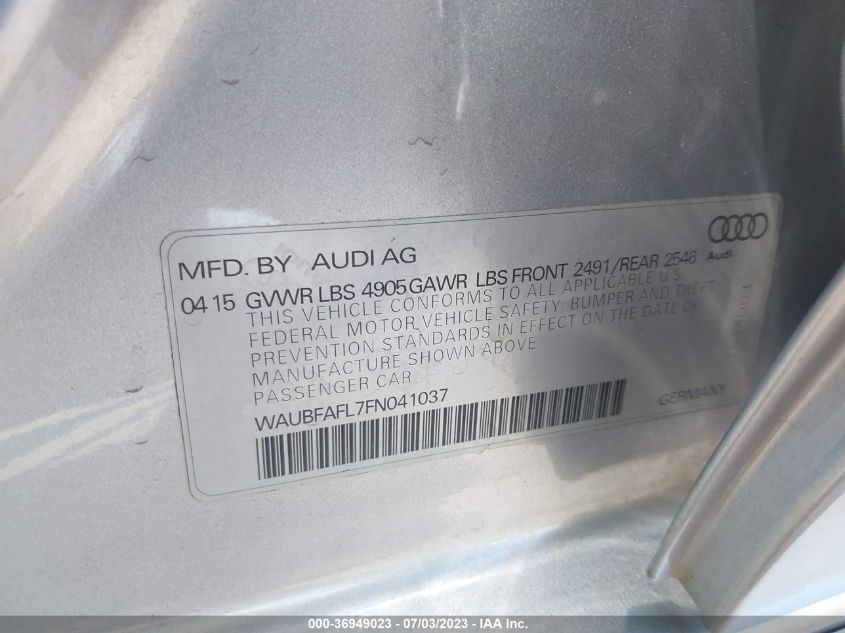 MFD. BY AUDI AG
Audi
04 15 GVWR LBS 4905 GAWR LBS FRONT 2491/REAR 2546
THIS VEHICLE CONFORMS TO ALL APPLICABLE U.S.
FEDERAL MOTOR VEHICLE SAFETY, BUMPER AND THEFT
PREVENTION STANDARDS IN EFFECT ON THE DATE OF
MANUFACTURE SHOWN ABOVE
PASSENGER CAR
WAUBFAFL7FN041037
GERMANY
000-36949023 - 07/03/2023 - IAA Inc.